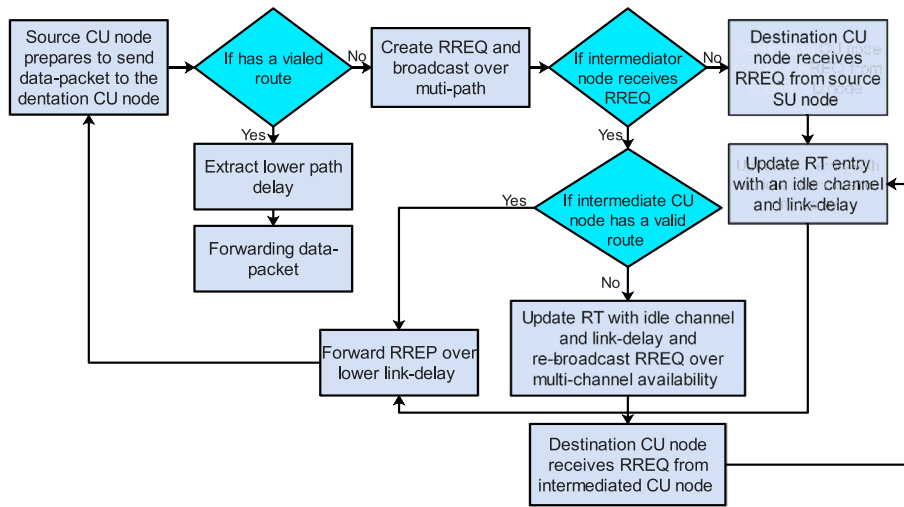 Source CU node
prepares to send
data-packet to the
dentation CU node
If has a vialed
route
No
Create RREQ and
broadcast over
muti-path
If intermediator
node receives
RREQ
No
Destination CU
node receives
RREQ from source
SU node
Yes
Extract lower path
delay
Forwarding data-
packet
Yes
If intermediate CU
node has a valid
route
Yes
Update RT entry
with an idle channel
and link-delay
No
Update RT with idle channel
and link-delay and
re-broadcast RREQ over
multi-channel availability
Forward RREP over
lower link-delay
Destination CU node
receives RREQ from
intermediated CU node